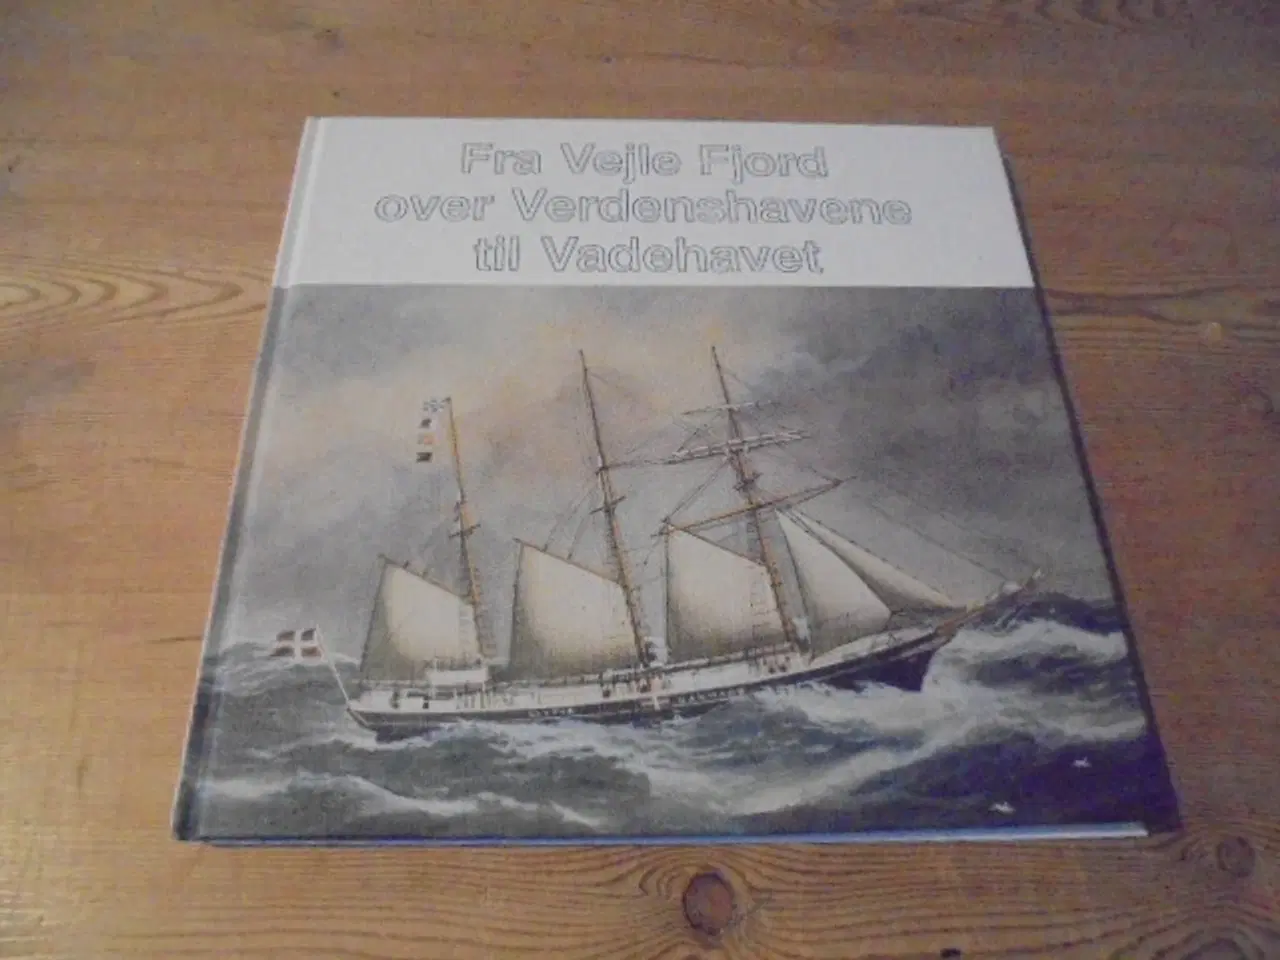 Fra Vejle Fjord
over Verdenshavene
til Vadehavet